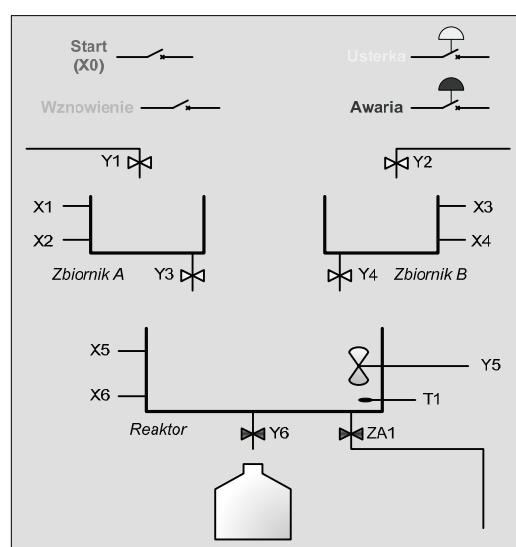 Start
(X0)
Usterka
Wznowienie
Awaria
Y1
Y2
X1
X3
X2
X4
Zbiornik A
Y3
Y4
Zbiornik B
X5
Y5
X6
T1
Reaktor
Y6
ZA1